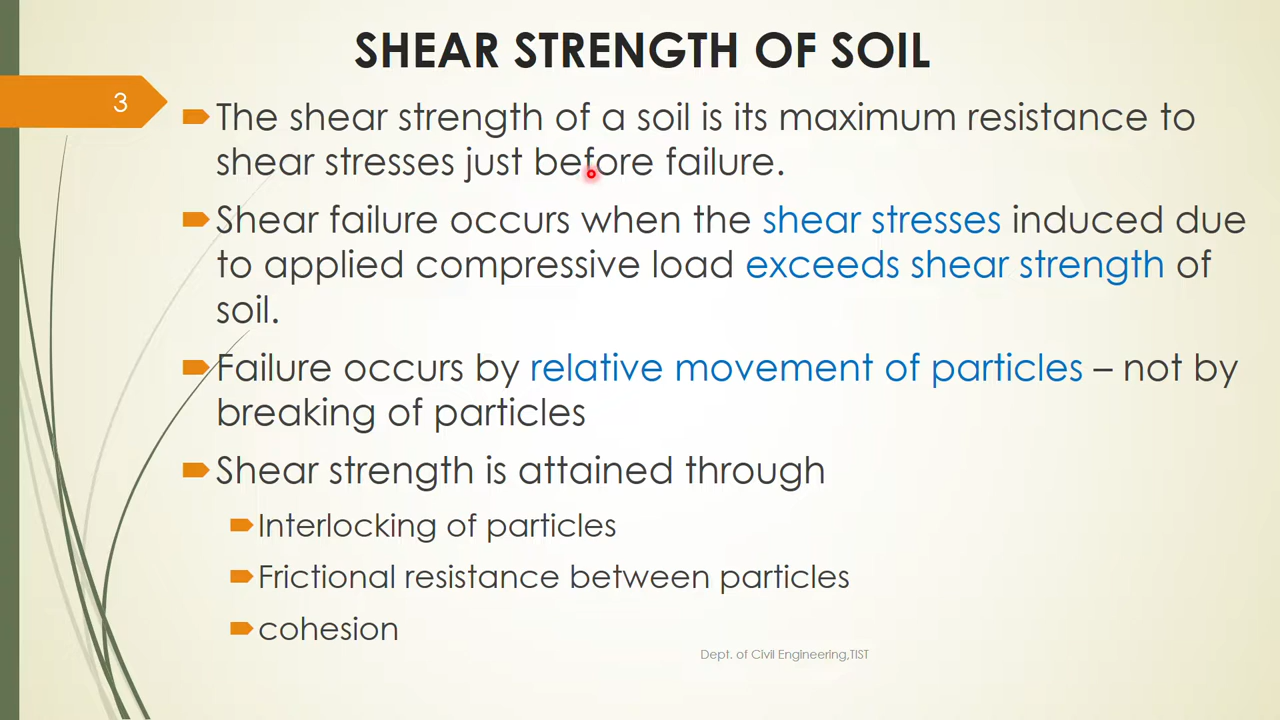 SHEAR STRENGTH OF SOIL
3
The shear strength of a soil is its maximum resistance to
shear stresses just before failure.
Shear failure occurs when the shear stresses induced due
to applied compressive load exceeds shear strength of
soil.
Failure occurs by relative movement of particles – not by
breaking of particles
Shear strength is attained through
Interlocking of particles
Frictional resistance between particles
cohesion
Dept. of Civil Engineering,TIST